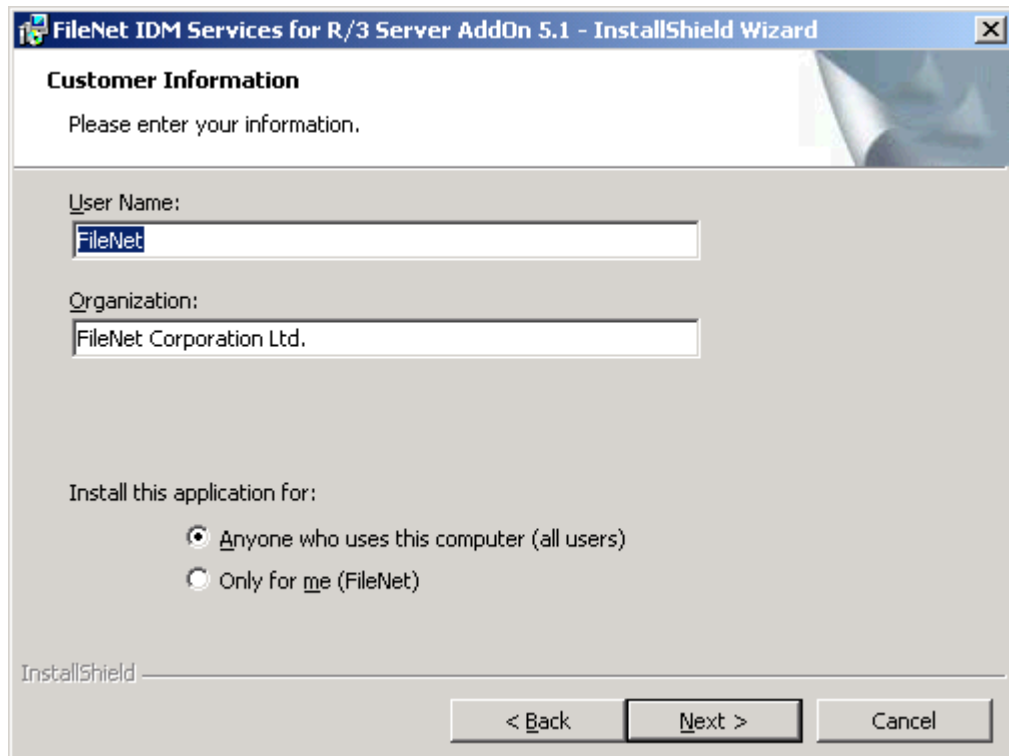 FileNet IDM Services for R/3 Server AddOn 5.1 - InstallShield Wizard
Customer Information
Please enter your information.
User Name:
FileNet
Organization:
FileNet Corporation Ltd.
Install this application for:
Anyone who uses this computer (all users)
Only for me (FileNet)
InstallShield
< Back Next > Cancel